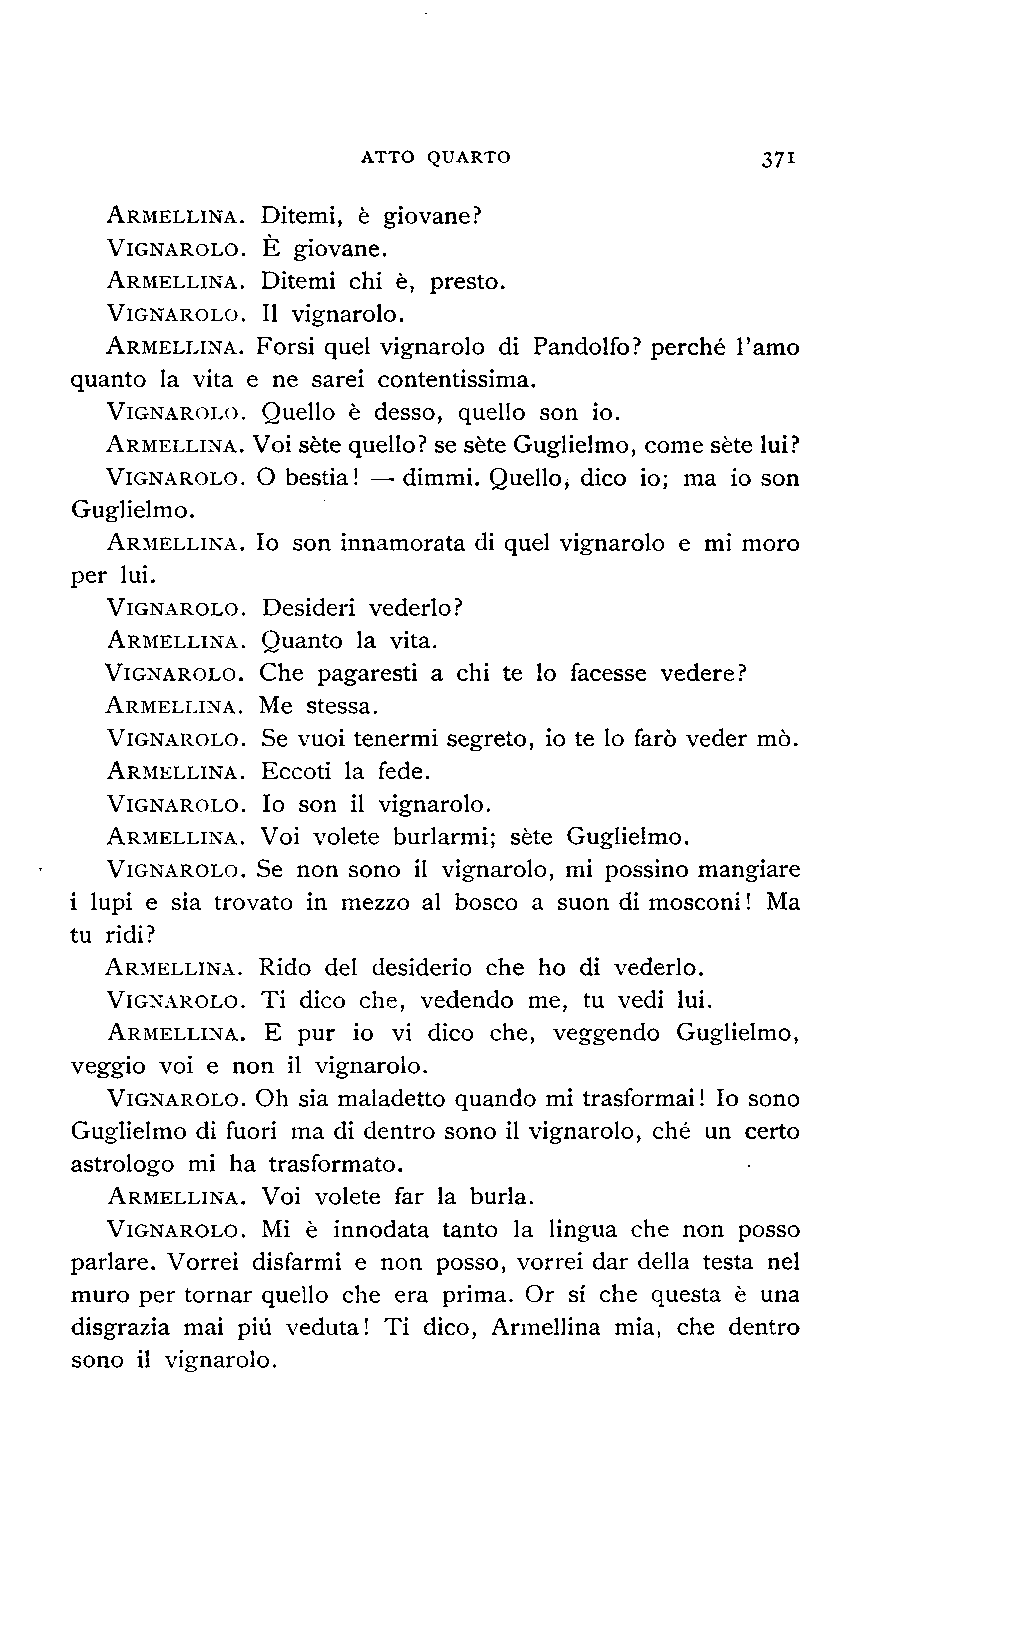 ATTO QUARTO 371
ARMELLINA. Ditemi, è giovane?
VIGNAROLO. È giovane.
ARMELLINA. Ditemi chi è, presto.
VIGNAROLO. Il vignarolo.
ARMELLINA. Forsi quel vignarolo di Pandolfo? perché l'amo
quanto la vita e ne sarei contentissima.
VIGNAROLO. Quello è desso, quello son io.
ARMELLINA. Voi sète quello? se sète Guglielmo, come sète lui?
VIGNAROLO. O bestia! — dimmi. Quello, dico io; ma io son
Guglielmo.
ARMELLINA. Io son innamorata di quel vignarolo e mi moro
per lui.
VIGNAROLO. Desideri vederlo?
ARMELLINA. Quanto la vita.
VIGNAROLO. Che pagaresti a chi te lo facesse vedere?
ARMELLINA. Me stessa.
VIGNAROLO. Se vuoi tenermi segreto, io te lo farò veder mò.
ARMELLINA. Eccoti la fede.
VIGNAROLO. Io son il vignarolo.
ARMELLINA. Voi volete burlarmi; sète Guglielmo.
VIGNAROLO. Se non sono il vignarolo, mi possino mangiare
i lupi e sia trovato in mezzo al bosco a suon di mosconi! Ma
tu ridi?
ARMELLINA. Rido del desiderio che ho di vederlo.
VIGNAROLO. Ti dico che, vedendo me, tu vedi lui.
ARMELLINA. E pur io vi dico che, veggendo Guglielmo,
veggio voi e non il vignarolo.
VIGNAROLO. Oh sia maladetto quando mi trasformai! Io sono
Guglielmo di fuori ma di dentro sono il vignarolo, ché un certo
astrologo mi ha trasformato.
ARMELLINA. Voi volete far la burla.
VIGNAROLO. Mi è innodata tanto la lingua che non posso
parlare. Vorrei disfarmi e non posso, vorrei dar della testa nel
muro per tornar quello che era prima. Or sí che questa è una
disgrazia mai piú veduta! Ti dico, Armellina mia, che dentro
sono il vignarolo.